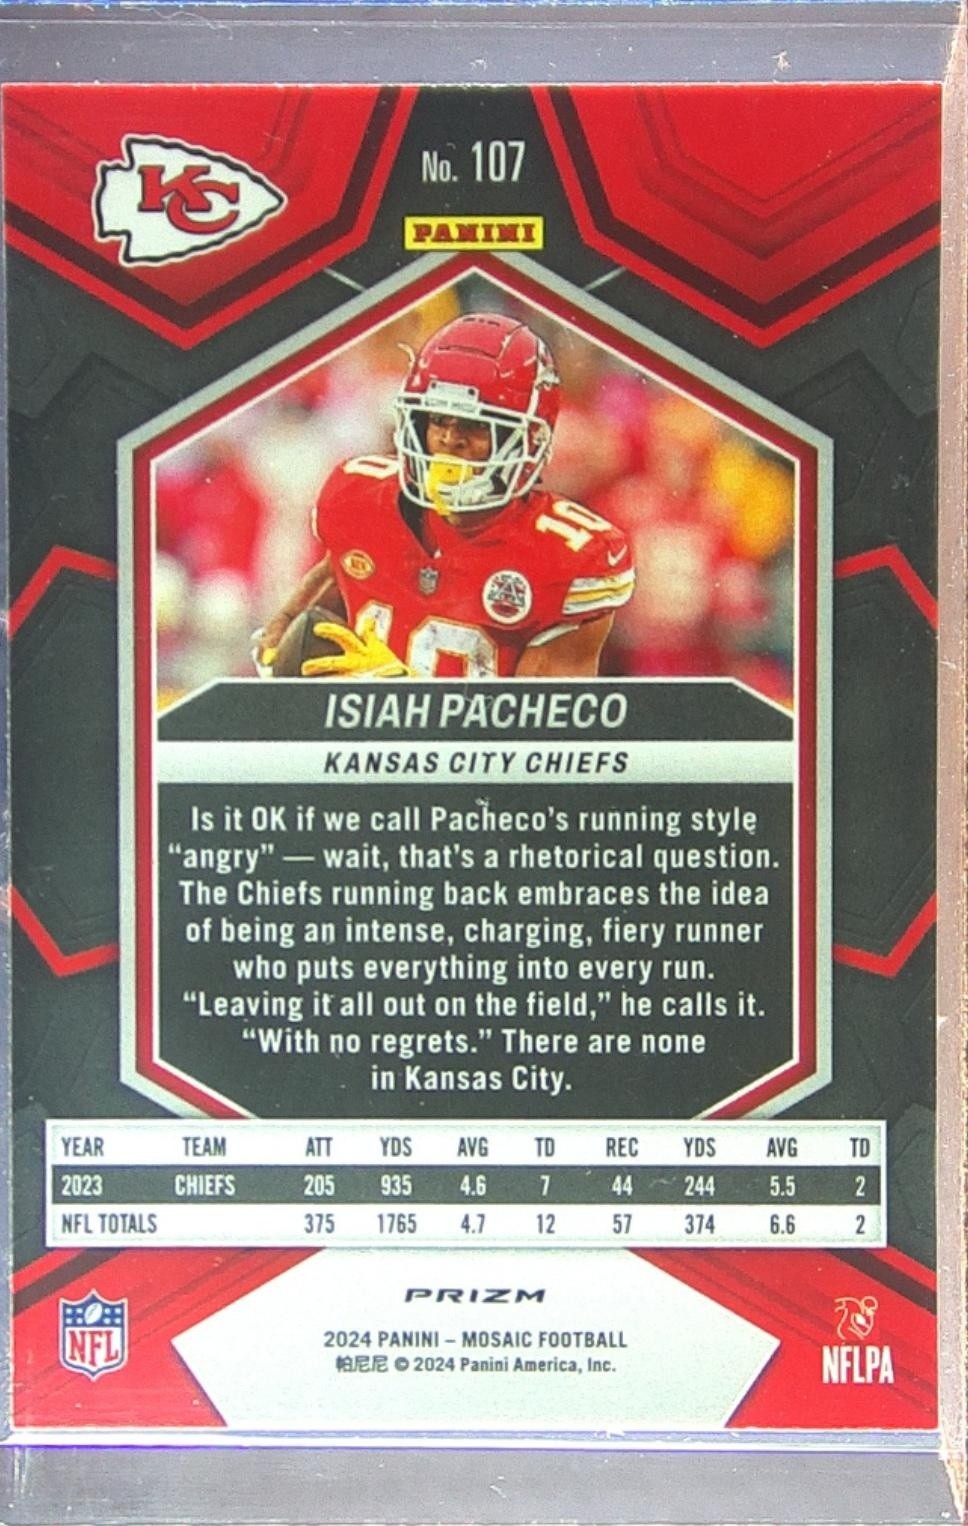 KC
No. 107
PANINI
10
10
10
ISIAH PACHECO
KANSAS CITY CHIEFS
Is it OK if we call Pacheco's running style
“angry” — wait, that's a rhetorical question.
The Chiefs running back embraces the idea
of being an intense, charging, fiery runner
who puts everything into every run.
“Leaving it all out on the field,” he calls it.
“With no regrets.” There are none
in Kansas City.
YEAR TEAM ATT YDS AVG TD REC YDS AVG TD
2023 CHIEFS 205 935 4.6 7 44 244 5.5 2
NFL TOTALS 375 1765 4.7 12 57 374 6.6 2
PRIZM
2024 PANINI – MOSAIC FOOTBALL
帕尼尼 © 2024 Panini America, Inc.
NFL
NFLPA